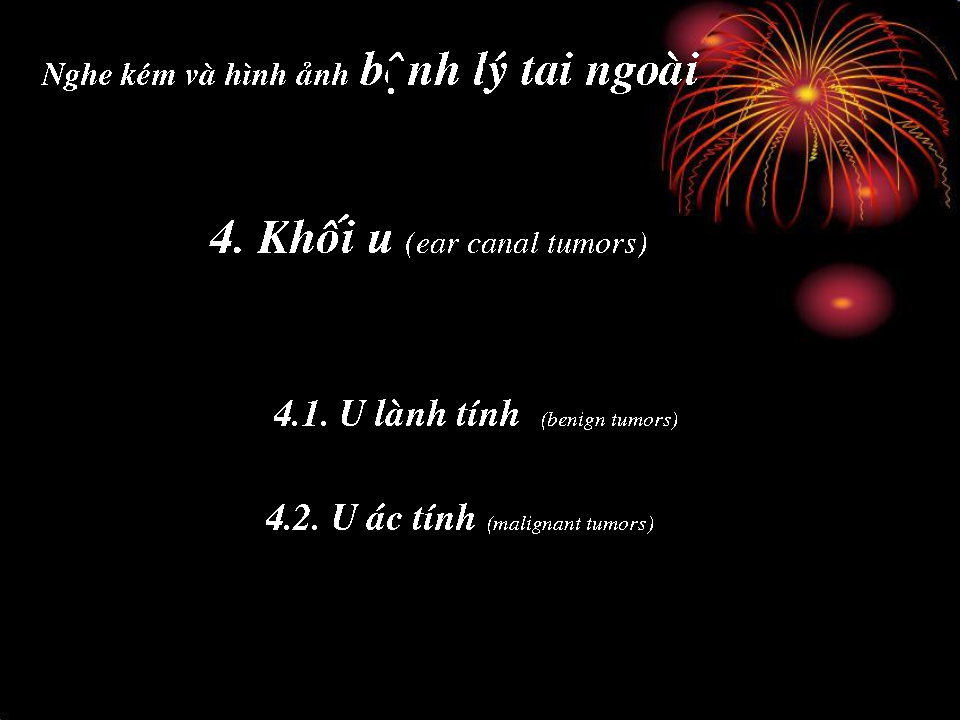 Nghe kém và hình ảnh bệnh lý tai ngoài
4. Khối u (ear canal tumors)
4.1. U lành tính (benign tumors)
4.2. U ác tính (malignant tumors)